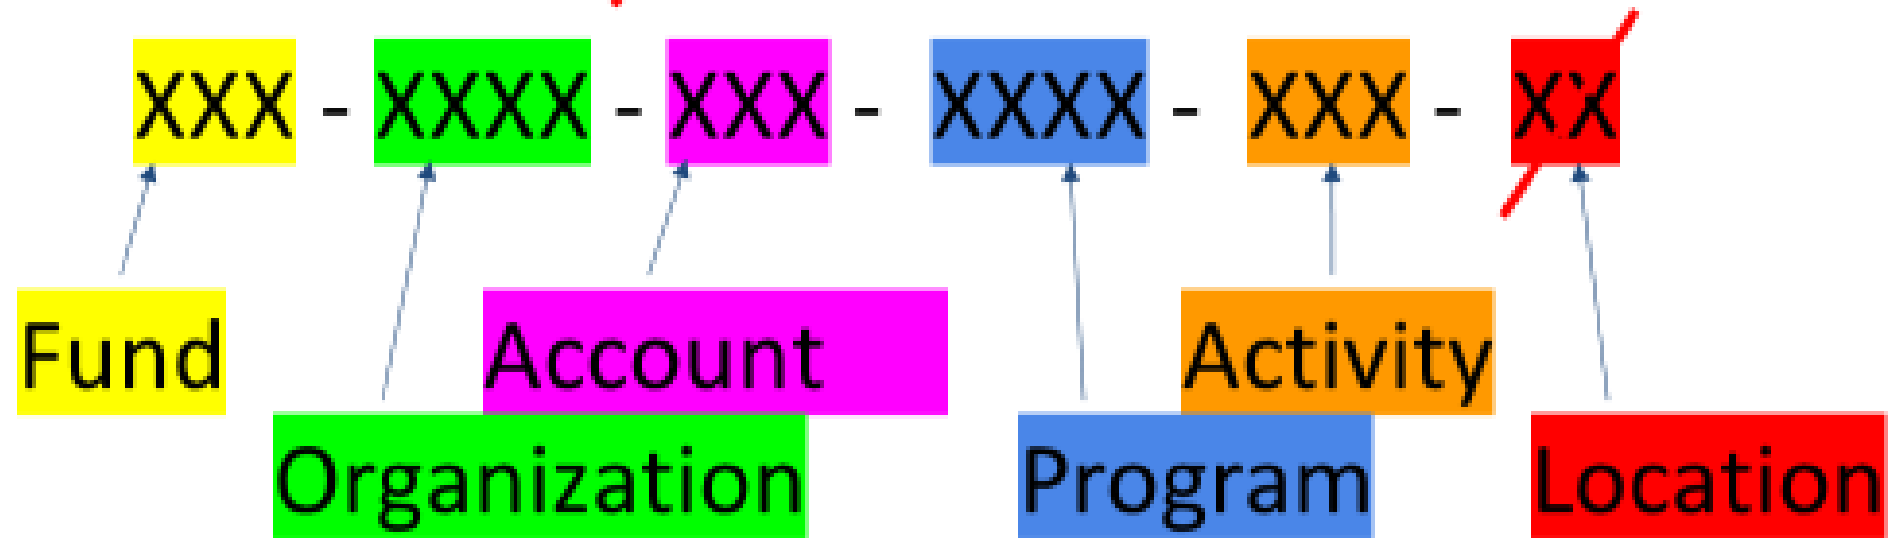 XXX - XXXX - XXX - XXXX - XXX - XX
Fund Account Activity
Organization Program Location